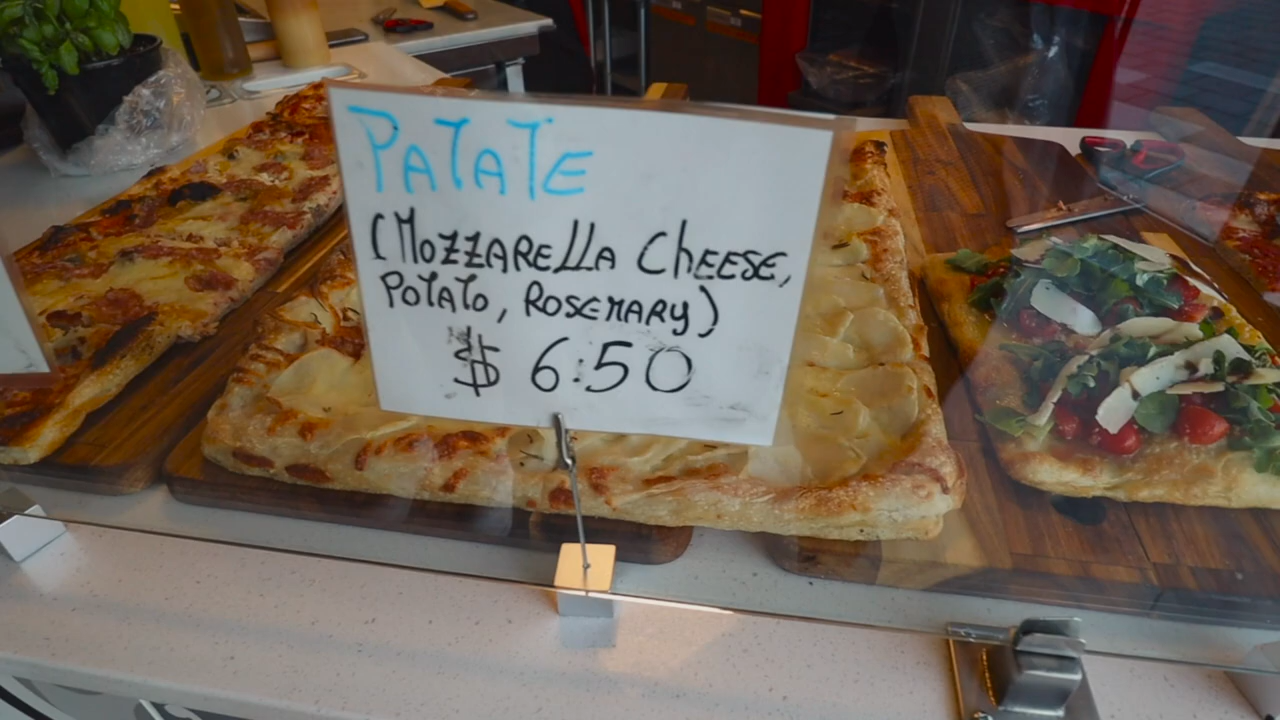 PATATE
(MOZZARELLA CHEESE,
POTATO, ROSEMARY)
$ 6:50